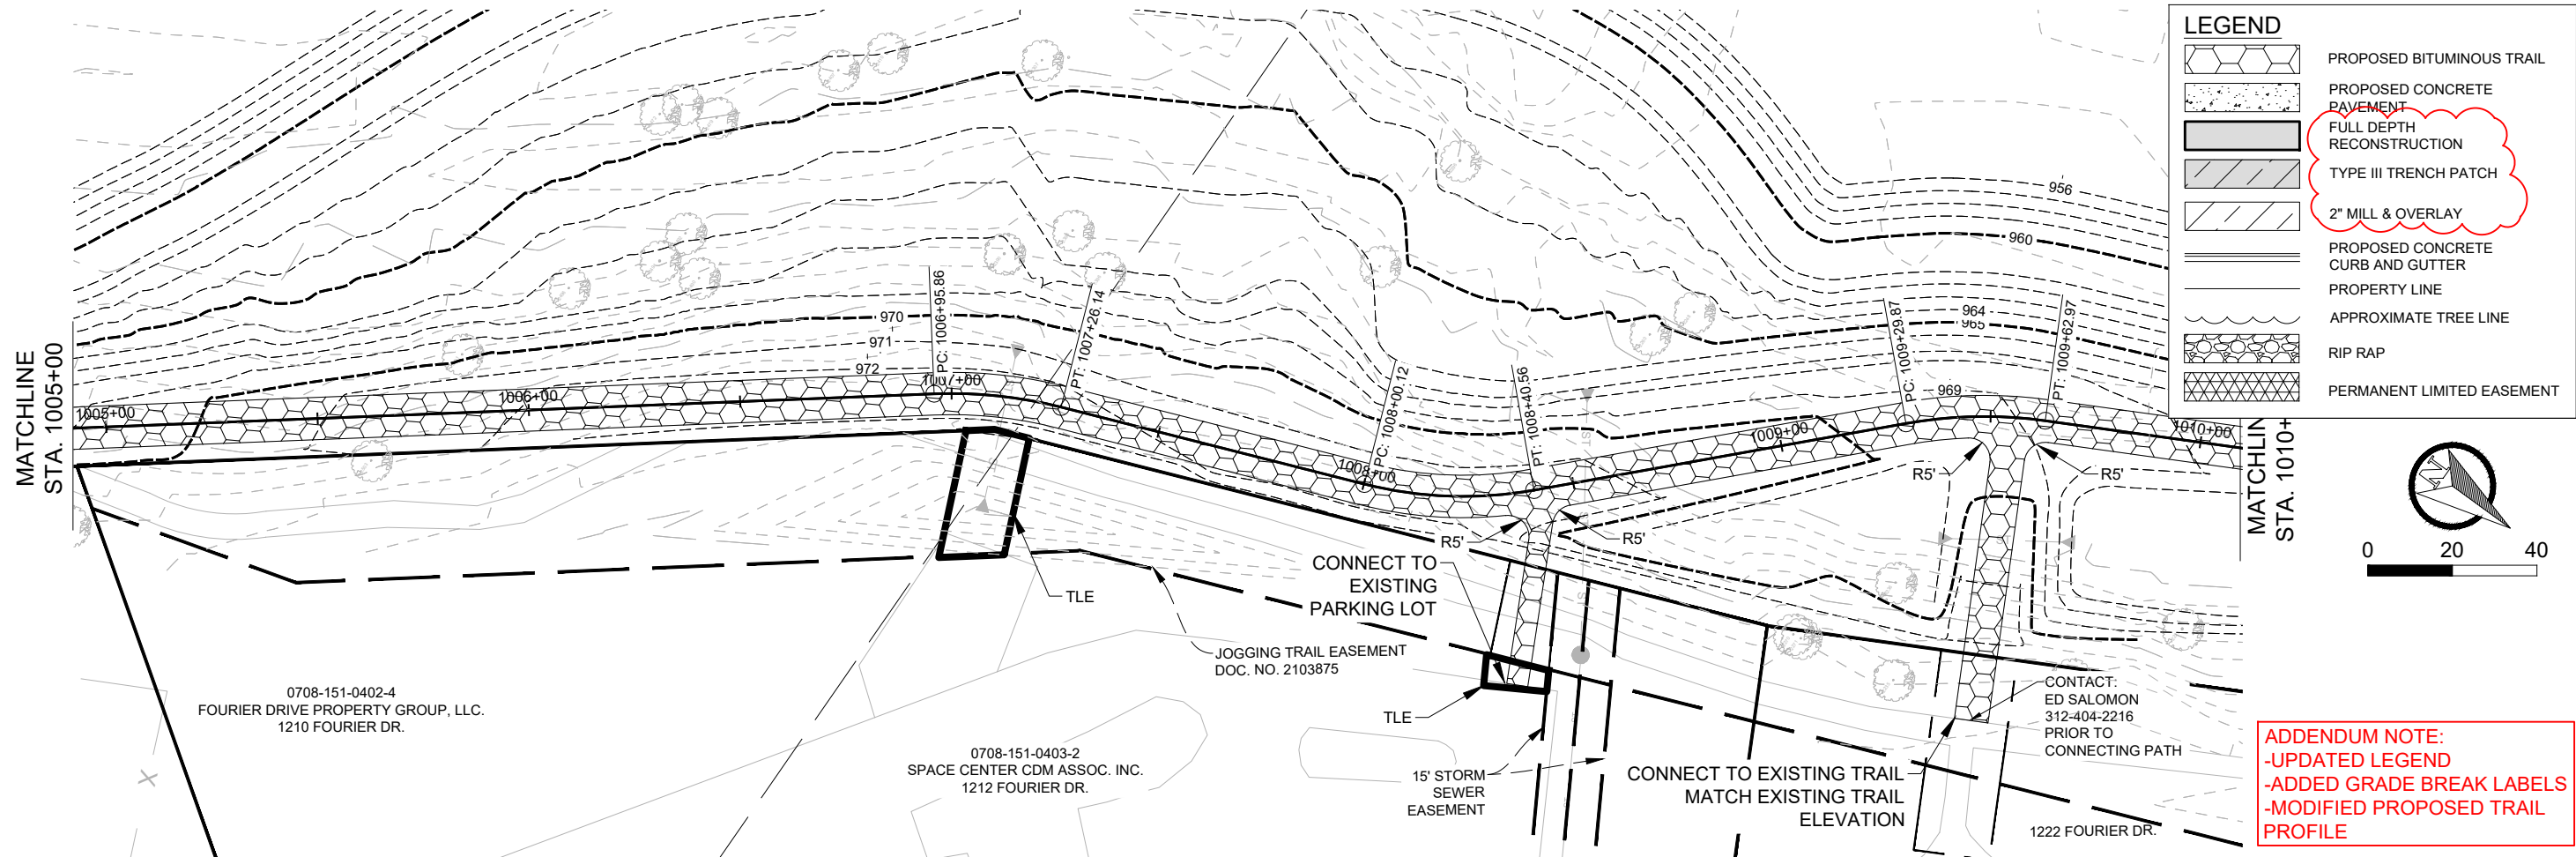 LEGEND
PROPOSED BITUMINOUS TRAIL
PROPOSED CONCRETE
PAVEMENT
FULL DEPTH
RECONSTRUCTION
TYPE III TRENCH PATCH
2" MILL & OVERLAY
PROPOSED CONCRETE
CURB AND GUTTER
PROPERTY LINE
APPROXIMATE TREE LINE
RIP RAP
PERMANENT LIMITED EASEMENT
956
960
964
965
969
970
971
972
MATCHLINE
STA. 1005+00
1005+00
1006+00
PC: 1006+95.86
1007+00
PT: 1007+26.14
PC: 1008+00.12
1008+00
PT: 1008+40.56
1009+00
PC: 1009+29.87
PT: 1009+62.97
1010+00
MATCHLIN
STA. 1010+
N
0 20 40
R5'
R5'
R5'
R5'
CONNECT TO
EXISTING
PARKING LOT
TLE
JOGGING TRAIL EASEMENT
DOC. NO. 2103875
TLE
0708-151-0402-4
FOURIER DRIVE PROPERTY GROUP, LLC.
1210 FOURIER DR.
X
0708-151-0403-2
SPACE CENTER CDM ASSOC. INC.
1212 FOURIER DR.
15' STORM
SEWER
EASEMENT
CONNECT TO EXISTING TRAIL
MATCH EXISTING TRAIL
ELEVATION
CONTACT:
ED SALOMON
312-404-2216
PRIOR TO
CONNECTING PATH
1222 FOURIER DR.
ADDENDUM NOTE:
-UPDATED LEGEND
-ADDED GRADE BREAK LABELS
-MODIFIED PROPOSED TRAIL
PROFILE